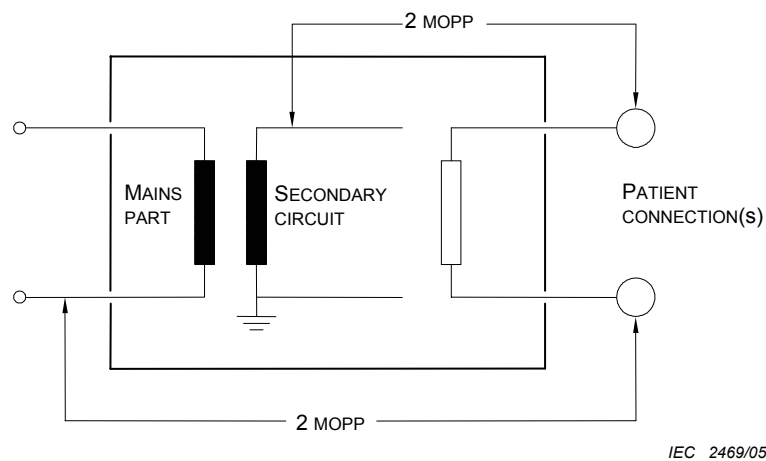 2 MOPP
MAINS
PART
SECONDARY
CIRCUIT
PATIENT
CONNECTION(s)
2 MOPP
IEC 2469/05